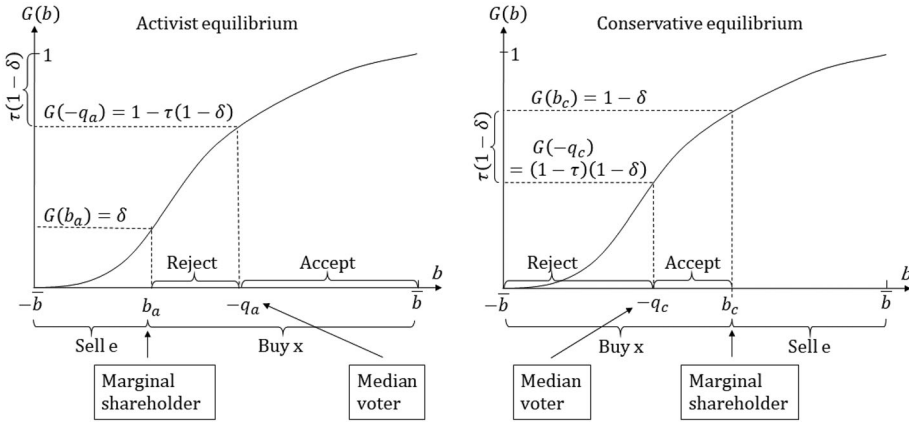 G(b)
Activist equilibrium
1
τ(1 − δ)
G(−q_a) = 1 − τ(1−δ)
G(b_a) = δ
Reject
Accept
b
−b̅
b_a
−q_a
b̅
Sell e
Buy x
Marginal
shareholder
Median
voter
G(b)
Conservative equilibrium
1
G(b_c) = 1 − δ
τ(1 − δ)
G(−q_c)
= (1 − τ)(1−δ)
Reject
Accept
b
−b̅
−q_c
b_c
b̅
Buy x
Sell e
Median
voter
Marginal
shareholder